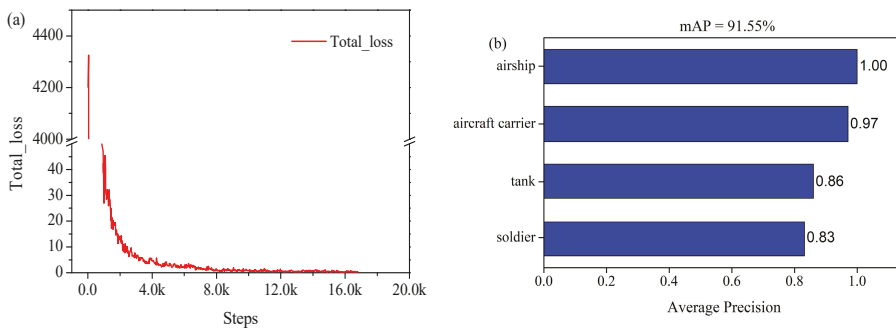 (a)
Total_loss
4400
4200
4000
40
30
20
10
0
Total_loss
0.0
4.0k
8.0k
12.0k
16.0k
20.0k
Steps
(b)
mAP = 91.55%
airship
1.00
aircraft carrier
0.97
tank
0.86
soldier
0.83
0.0
0.2
0.4
0.6
0.8
1.0
Average Precision